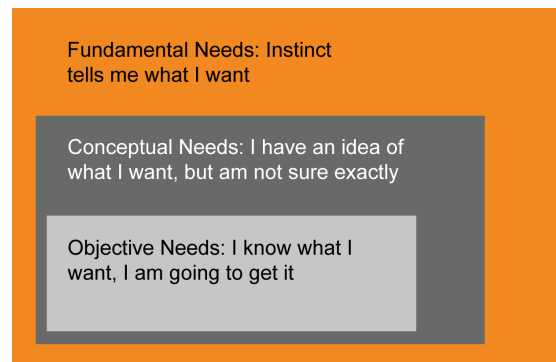 Fundamental Needs: Instinct
tells me what I want
Conceptual Needs: I have an idea of
what I want, but am not sure exactly
Objective Needs: I know what I
want, I am going to get it